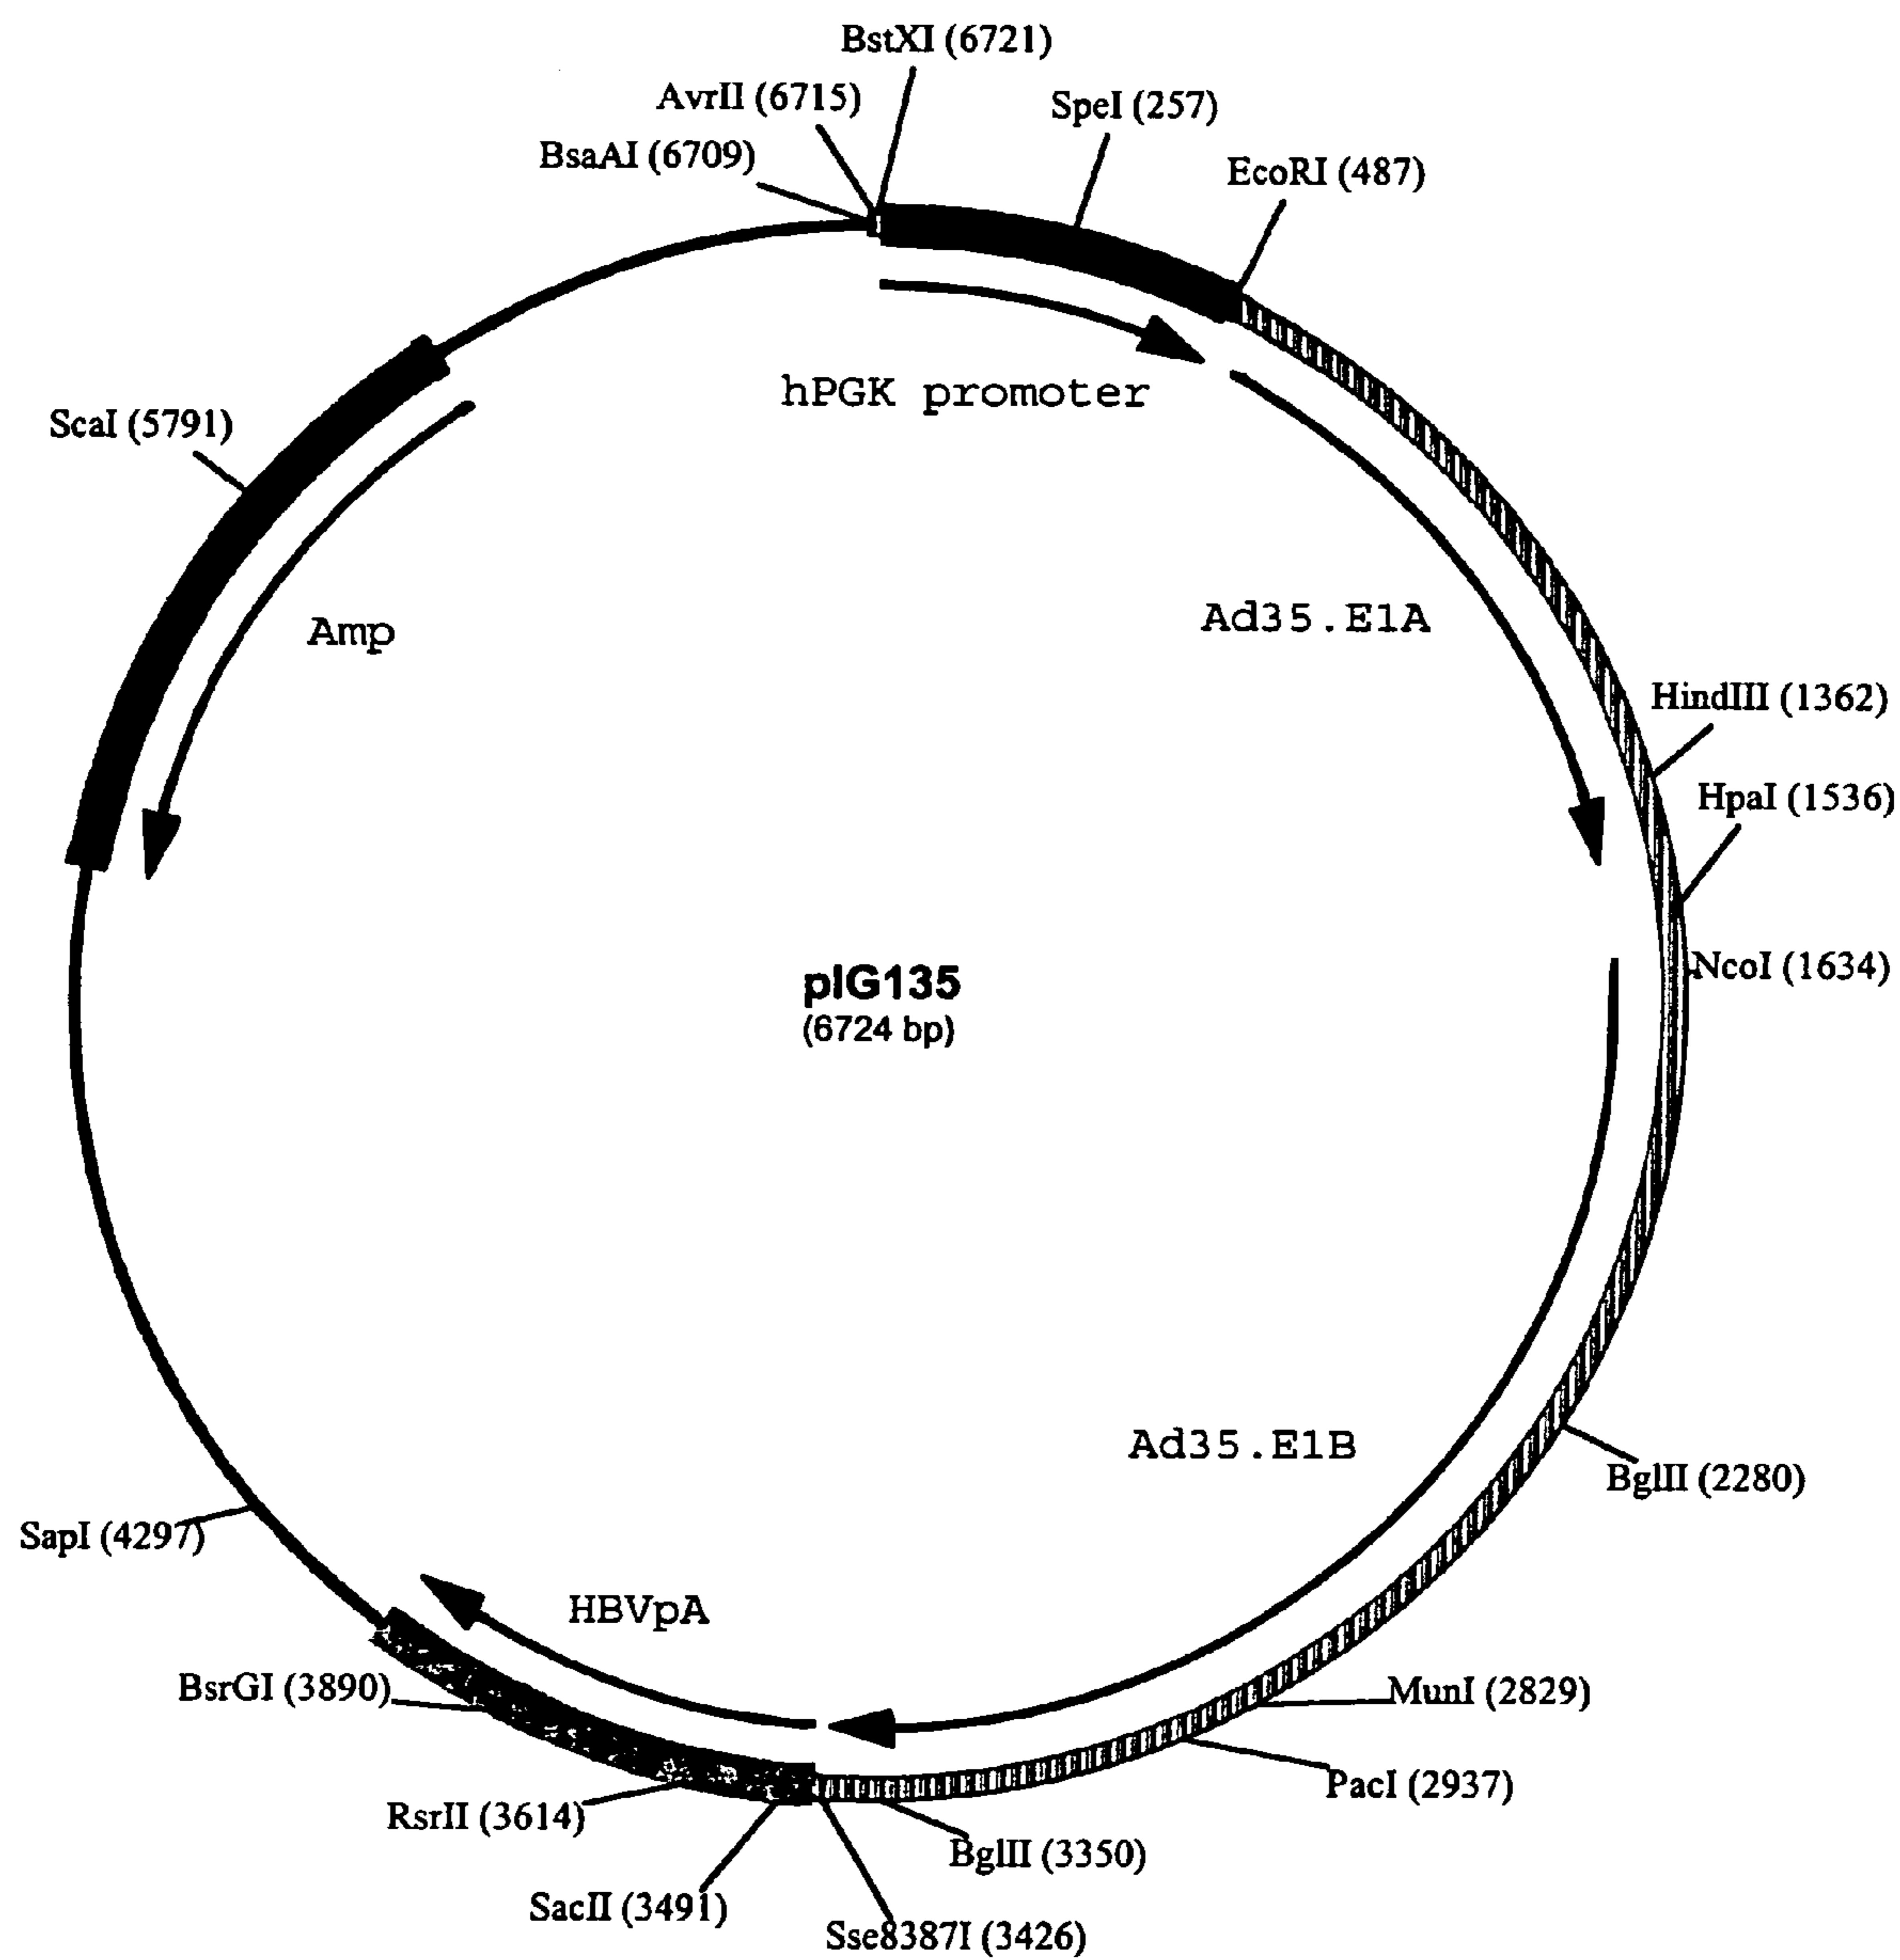 BstXI (6721)
AvrII (6715)
SpeI (257)
BsaAI (6709)
EcoRI (487)
hPGK promoter
ScaI (5791)
Amp
Ad35.E1A
HindIII (1362)
HpaI (1536)
NcoI (1634)
pIG135
(6724 bp)
Ad35.E1B
BglII (2280)
SapI (4297)
HBVpA
BsrGI (3890)
MunI (2829)
PacI (2937)
RsrII (3614)
BglII (3350)
SacII (3491)
Sse8387I (3426)